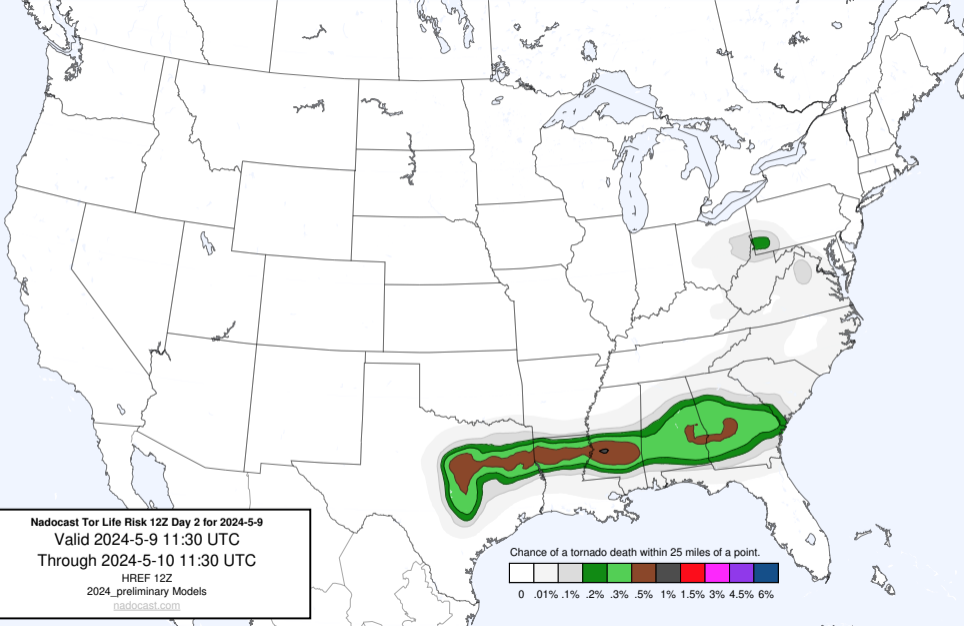 Nadocast Tor Life Risk 12Z Day 2 for 2024-5-9
Valid 2024-5-9 11:30 UTC
Through 2024-5-10 11:30 UTC
HREF 12Z
2024_preliminary Models
nadocast.com
Chance of a tornado death within 25 miles of a point.
0 .01% .1% .2% .3% .5% 1% 1.5% 3% 4.5% 6%